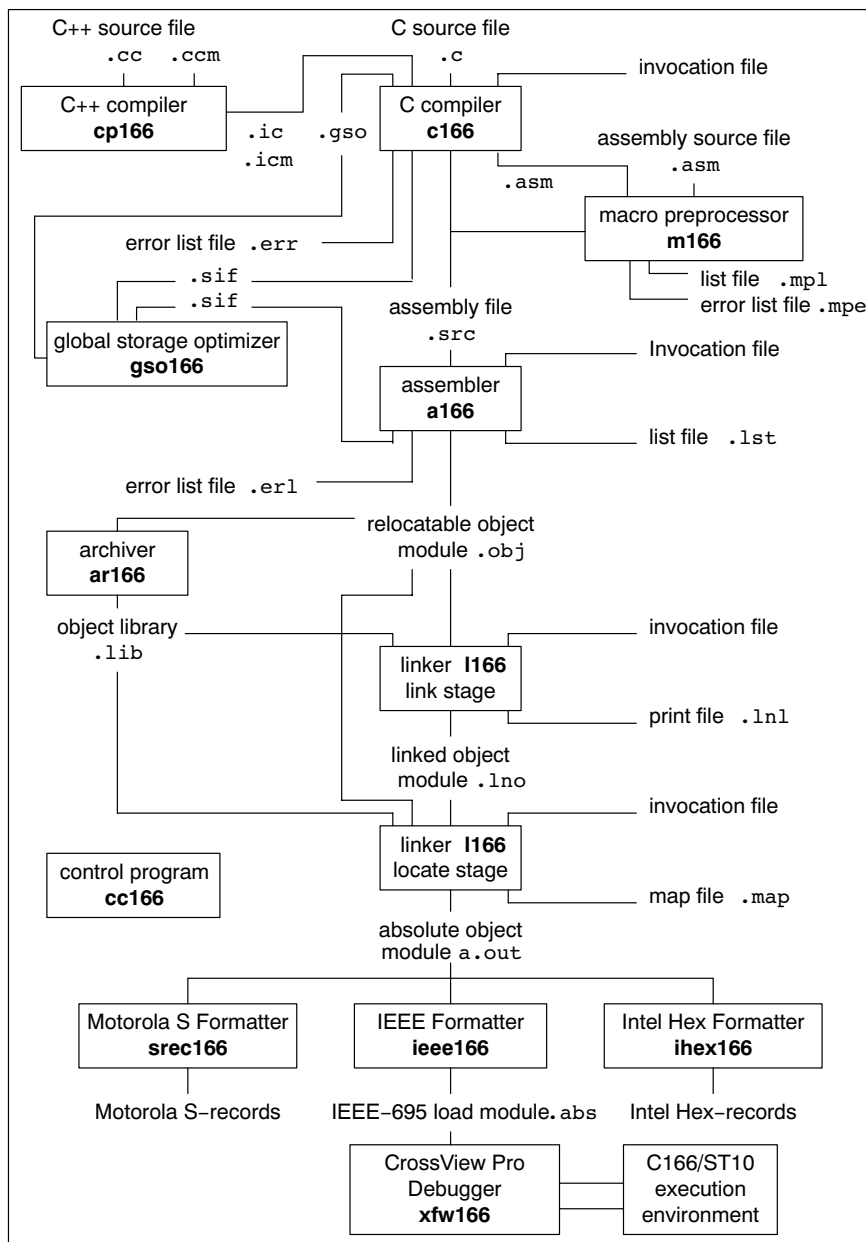 C++ source file
.cc .ccm
C source file
.c
invocation file
C++ compiler
cp166
.ic .gso
.icm
C compiler
c166
assembly source file
.asm
.asm
macro preprocessor
m166
error list file .err
list file .mpl
error list file .mpe
.sif
.sif
assembly file
.src
global storage optimizer
gso166
Invocation file
assembler
a166
list file .lst
error list file .erl
relocatable object
module .obj
archiver
ar166
object library
.lib
invocation file
linker l166
link stage
print file .lnl
linked object
module .lno
invocation file
linker l166
locate stage
control program
cc166
map file .map
absolute object
module a.out
Motorola S Formatter
srec166
IEEE Formatter
ieee166
Intel Hex Formatter
ihex166
Motorola S−records
IEEE−695 load module.abs
Intel Hex−records
CrossView Pro
Debugger
xfw166
C166/ST10
execution
environment